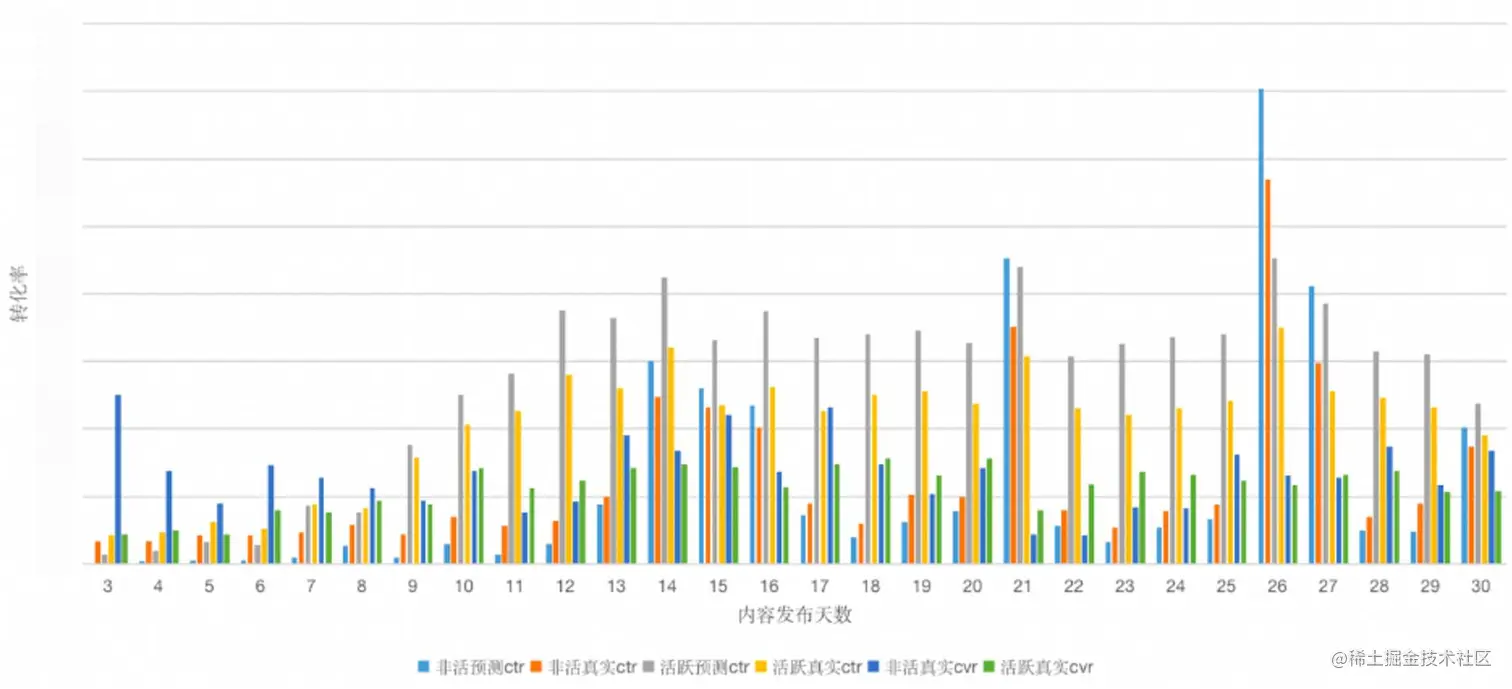 转化率
3 4 5 6 7 8 9 10 11 12 13 14 15 16 17 18 19 20 21 22 23 24 25 26 27 28 29 30
内容发布天数
非活预测ctr 非活真实ctr 活跃预测ctr 活跃真实ctr 非活真实cvr 活跃真实cvr
@稀土掘金技术社区